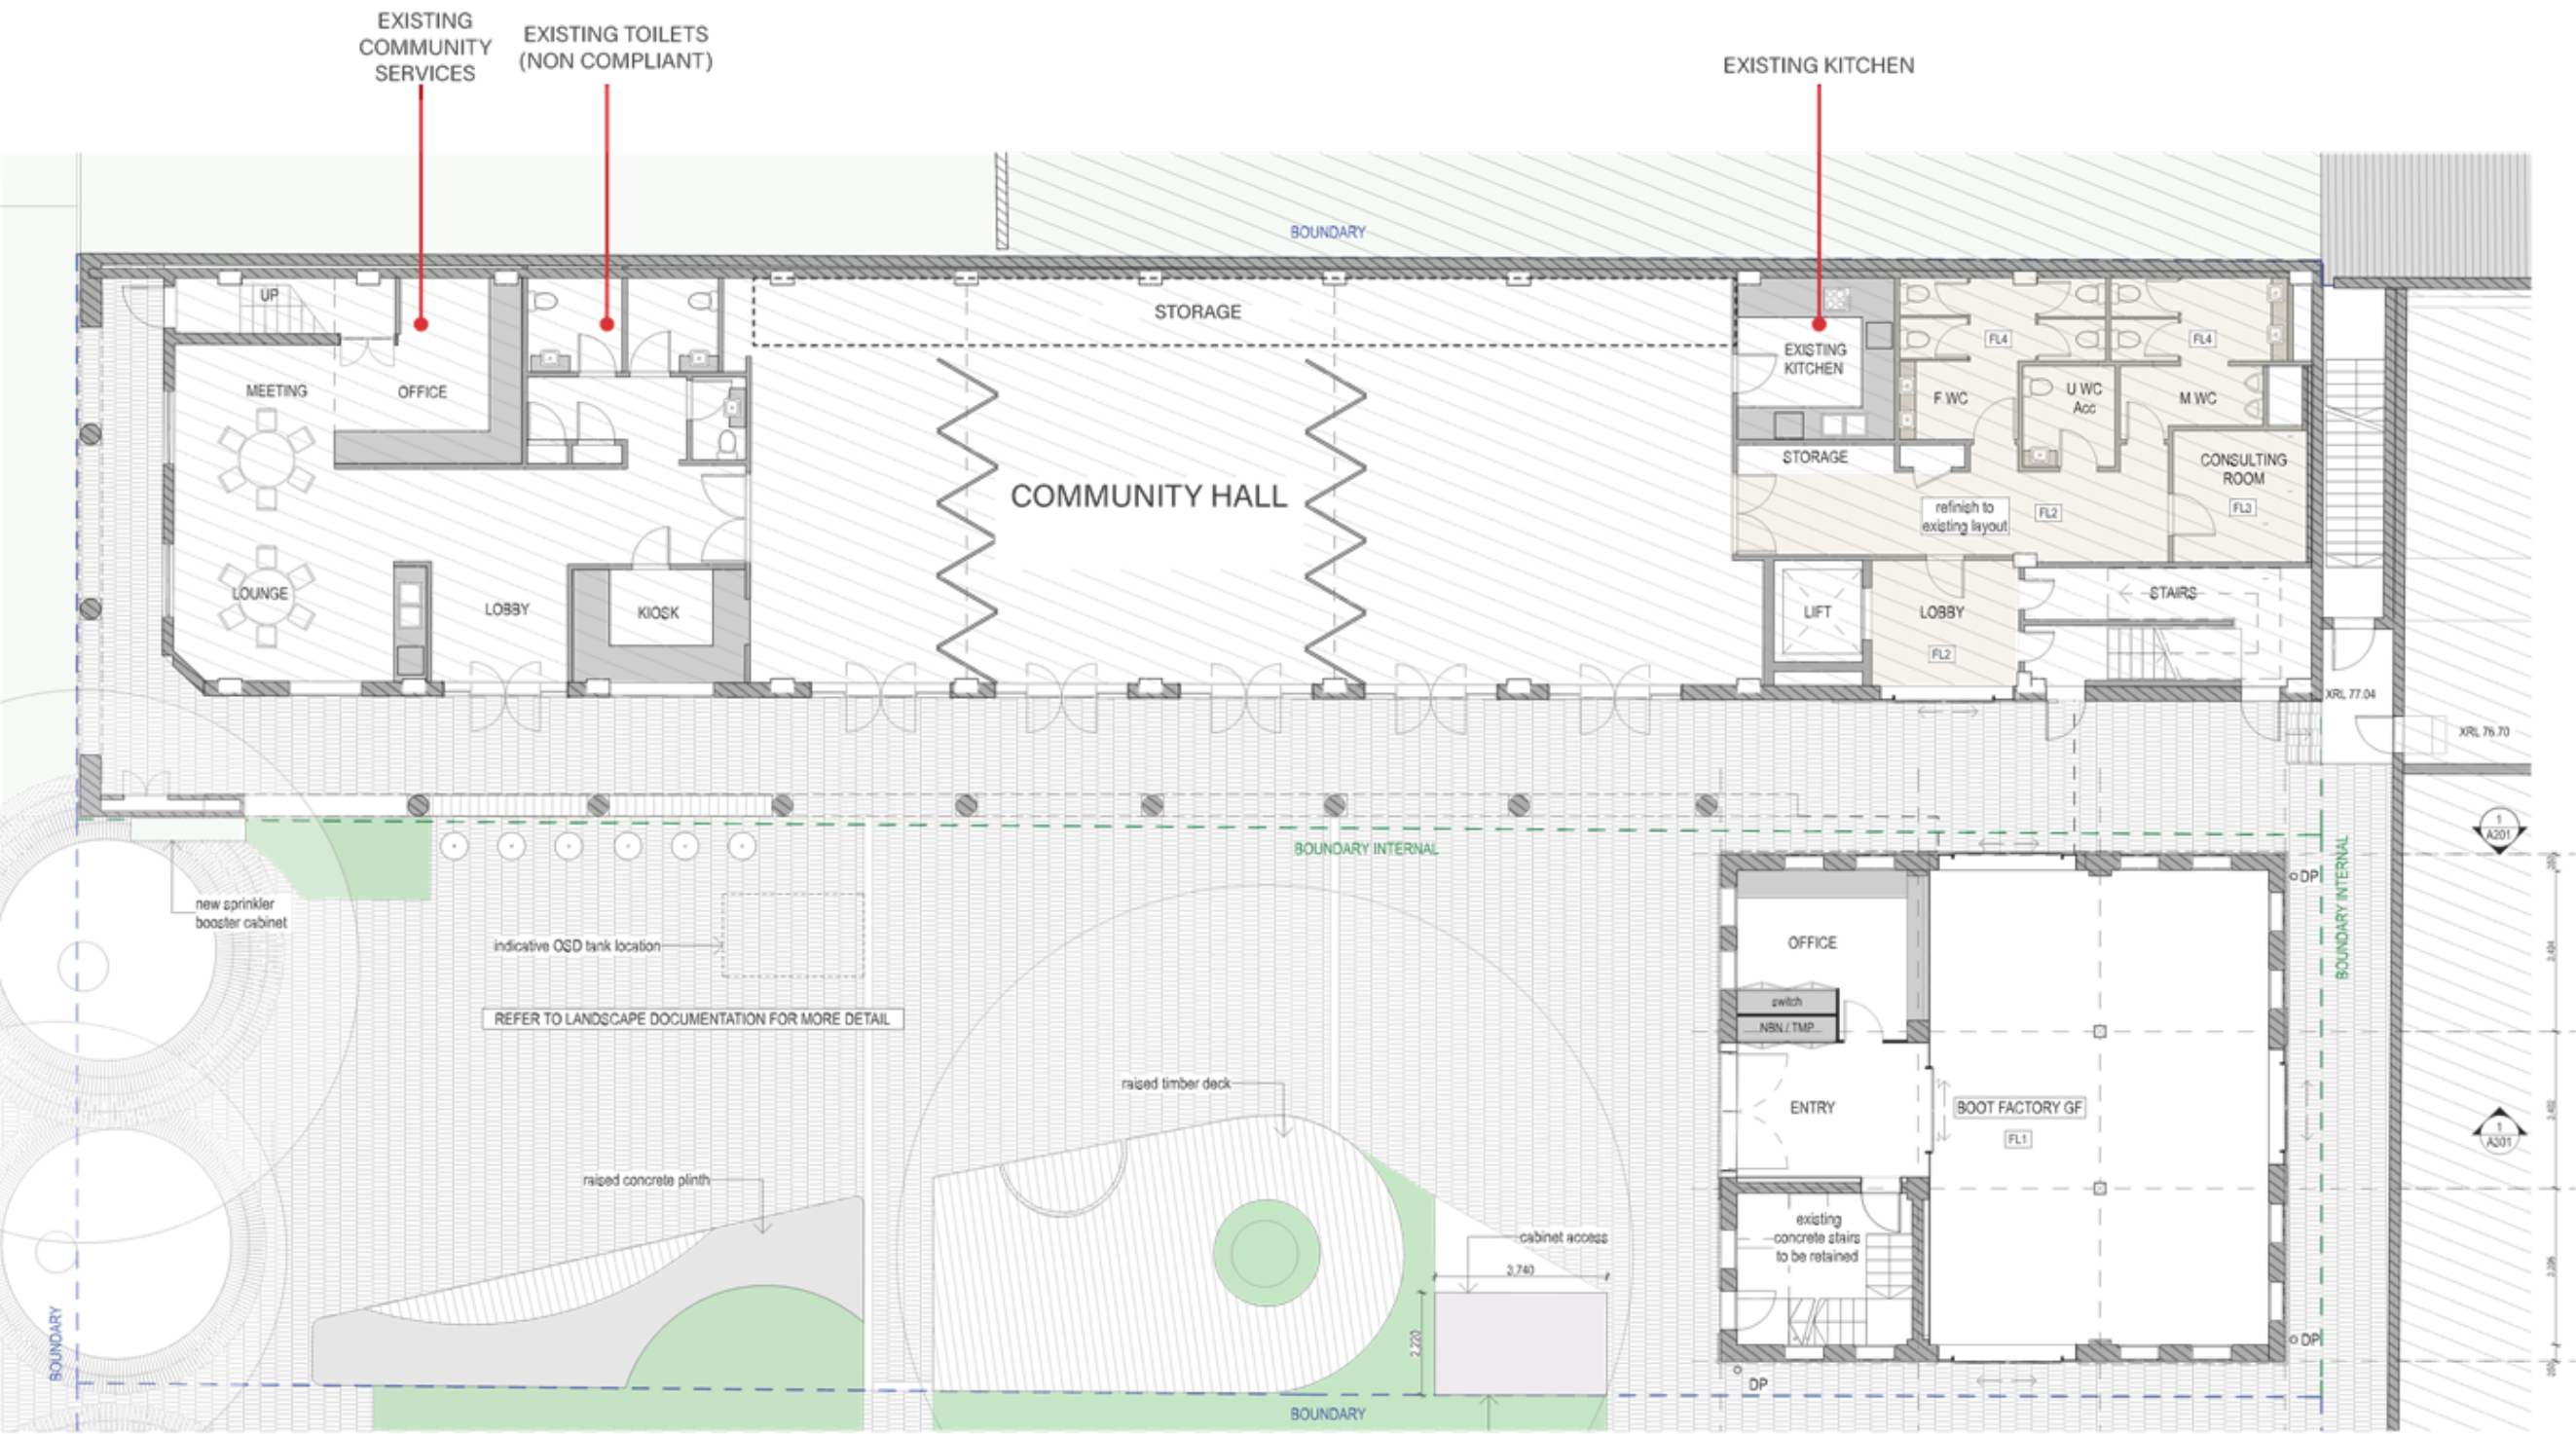 EXISTING
COMMUNITY
SERVICES
EXISTING TOILETS
(NON COMPLIANT)
EXISTING KITCHEN
BOUNDARY
UP
STORAGE
MEETING
OFFICE
EXISTING
KITCHEN
FL4
FL4
F WC
U WC
Acc
M WC
STORAGE
CONSULTING
ROOM
FL3
COMMUNITY HALL
refinish to
existing layout
FL2
LOUNGE
LOBBY
KIOSK
LIFT
LOBBY
FL2
STAIRS
XRL 77.04
XRL 76.70
1
A201
BOUNDARY INTERNAL
BOUNDARY INTERNAL
DP
new sprinkler
booster cabinet
indicative OSD tank location
OFFICE
REFER TO LANDSCAPE DOCUMENTATION FOR MORE DETAIL
switch
NBN / TMP
raised timber deck
ENTRY
BOOT FACTORY GF
FL1
1
A301
raised concrete plinth
existing
concrete stairs
to be retained
cabinet access
3,740
2,220
BOUNDARY
DP
DP
BOUNDARY